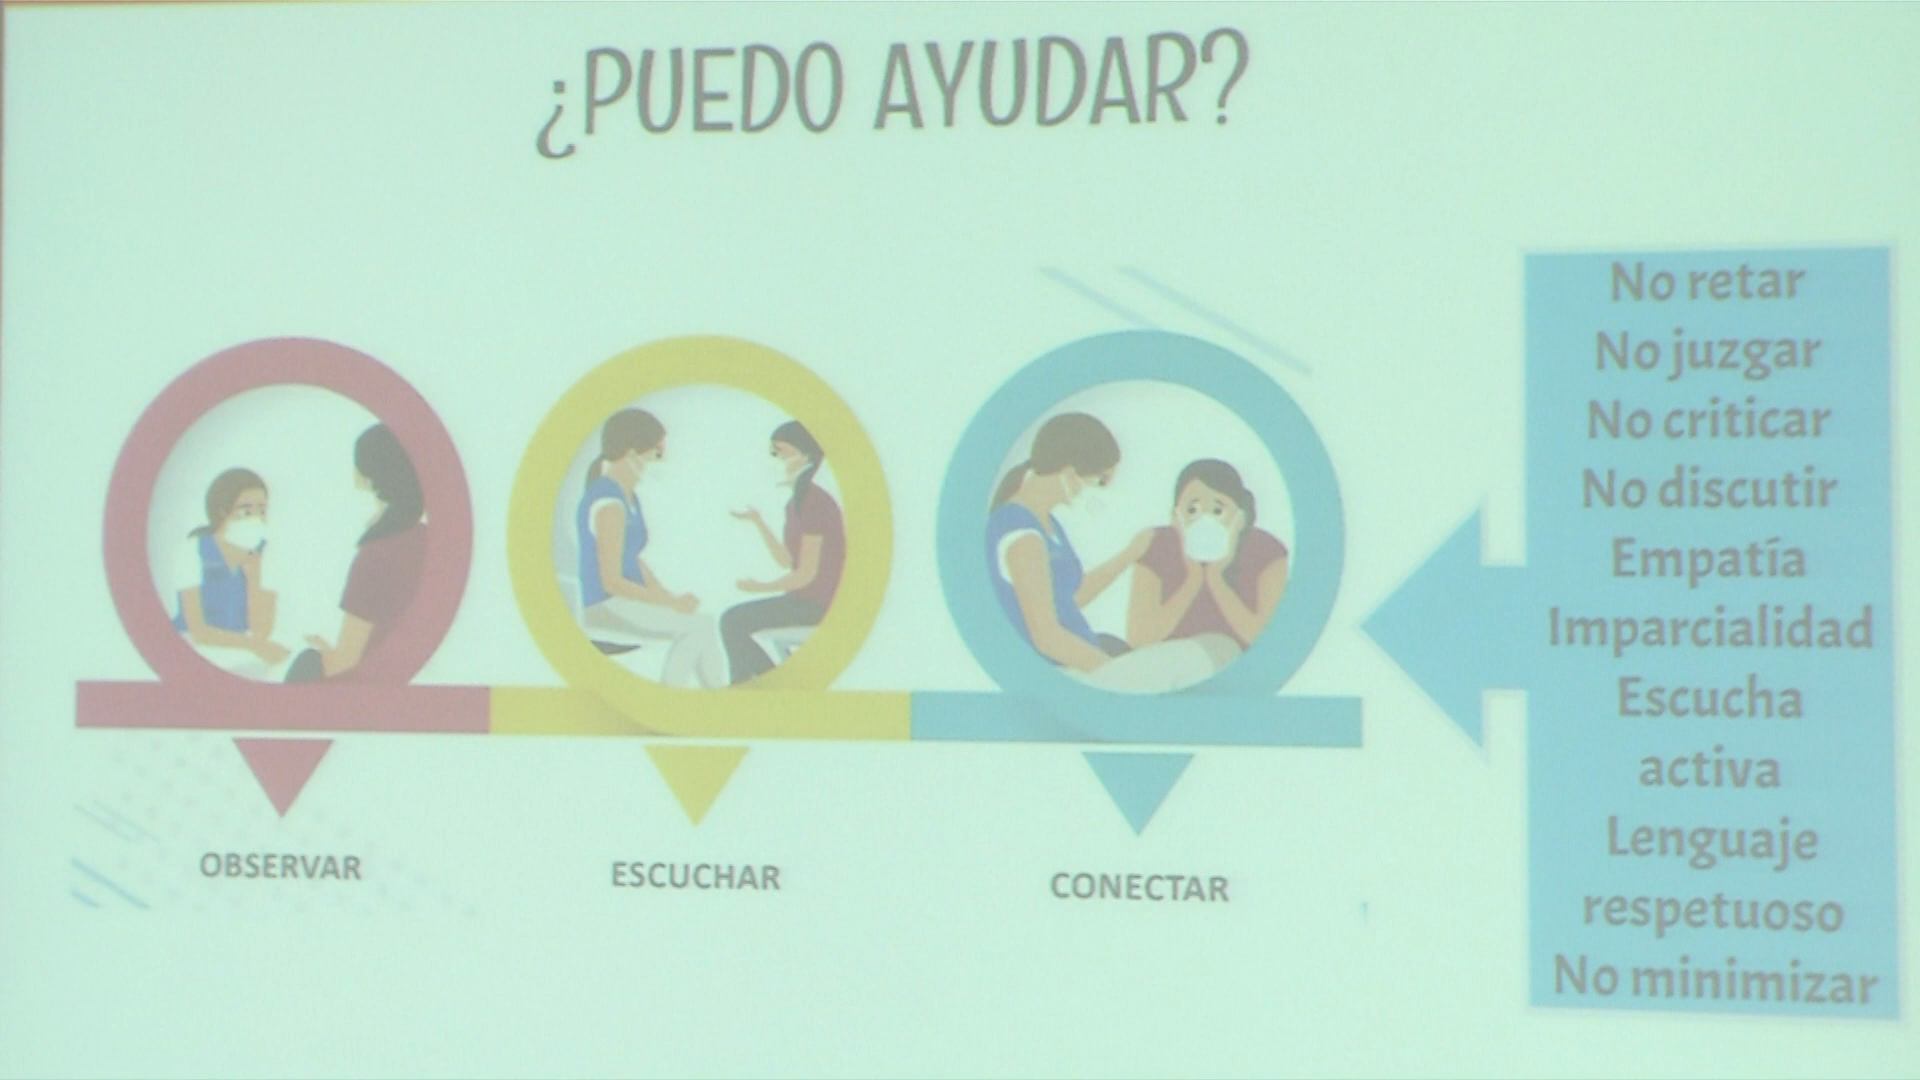 ¿PUEDO AYUDAR?
OBSERVAR
ESCUCHAR
CONECTAR
No retar
No juzgar
No criticar
No discutir
Empatía
Imparcialidad
Escucha
activa
Lenguaje
respetuoso
No minimizar